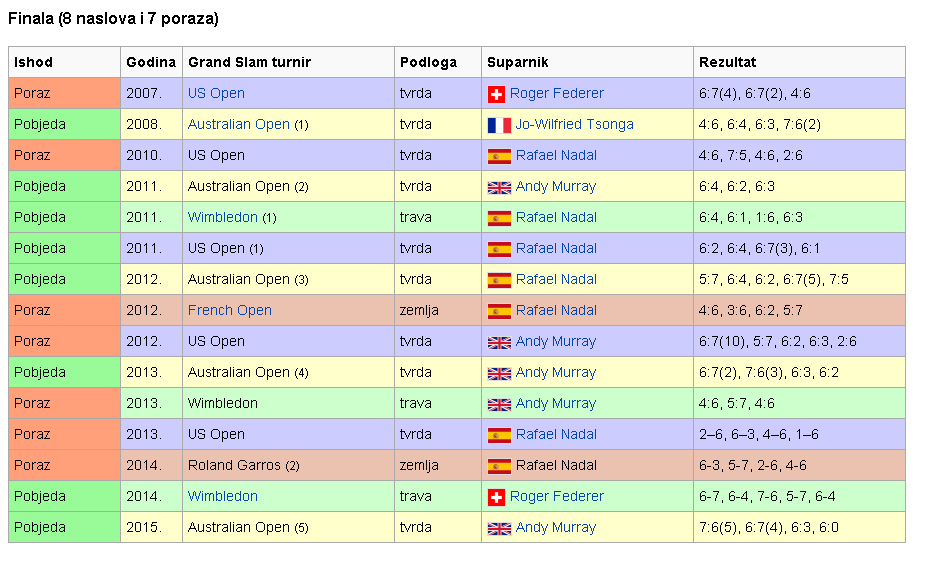 Finala (8 naslova i 7 poraza)
Ishod Godina Grand Slam turnir Podloga Suparnik Rezultat
Poraz 2007. US Open tvrda Roger Federer 6:7(4), 6:7(2), 4:6
Pobjeda 2008. Australian Open (1) tvrda Jo-Wilfried Tsonga 4:6, 6:4, 6:3, 7:6(2)
Poraz 2010. US Open tvrda Rafael Nadal 4:6, 7:5, 4:6, 2:6
Pobjeda 2011. Australian Open (2) tvrda Andy Murray 6:4, 6:2, 6:3
Pobjeda 2011. Wimbledon (1) trava Rafael Nadal 6:4, 6:1, 1:6, 6:3
Pobjeda 2011. US Open (1) tvrda Rafael Nadal 6:2, 6:4, 6:7(3), 6:1
Pobjeda 2012. Australian Open (3) tvrda Rafael Nadal 5:7, 6:4, 6:2, 6:7(5), 7:5
Poraz 2012. French Open zemlja Rafael Nadal 4:6, 3:6, 6:2, 5:7
Poraz 2012. US Open tvrda Andy Murray 6:7(10), 5:7, 6:2, 6:3, 2:6
Pobjeda 2013. Australian Open (4) tvrda Andy Murray 6:7(2), 7:6(3), 6:3, 6:2
Poraz 2013. Wimbledon trava Andy Murray 4:6, 5:7, 4:6
Poraz 2013. US Open tvrda Rafael Nadal 2–6, 6–3, 4–6, 1–6
Poraz 2014. Roland Garros (2) zemlja Rafael Nadal 6-3, 5-7, 2-6, 4-6
Pobjeda 2014. Wimbledon trava Roger Federer 6-7, 6-4, 7-6, 5-7, 6-4
Pobjeda 2015. Australian Open (5) tvrda Andy Murray 7:6(5), 6:7(4), 6:3, 6:0